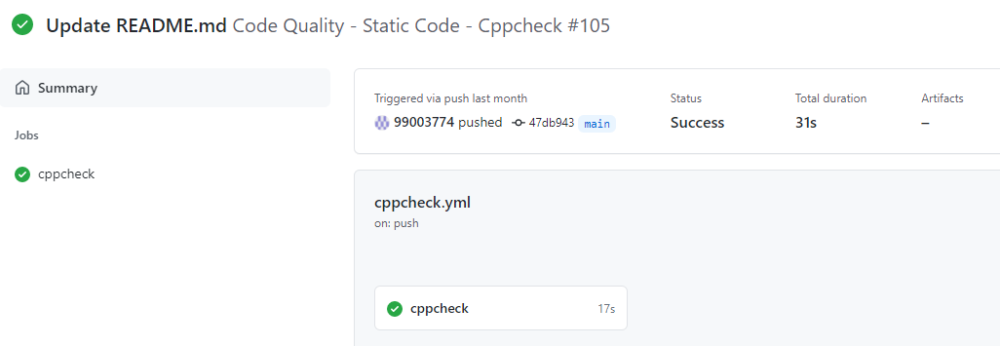 Update README.md Code Quality - Static Code - Cppcheck #105
Summary
Jobs
cppcheck
Triggered via push last month
99003774 pushed 47db943 main
Status
Success
Total duration
31s
Artifacts
–
cppcheck.yml
on: push
cppcheck 17s